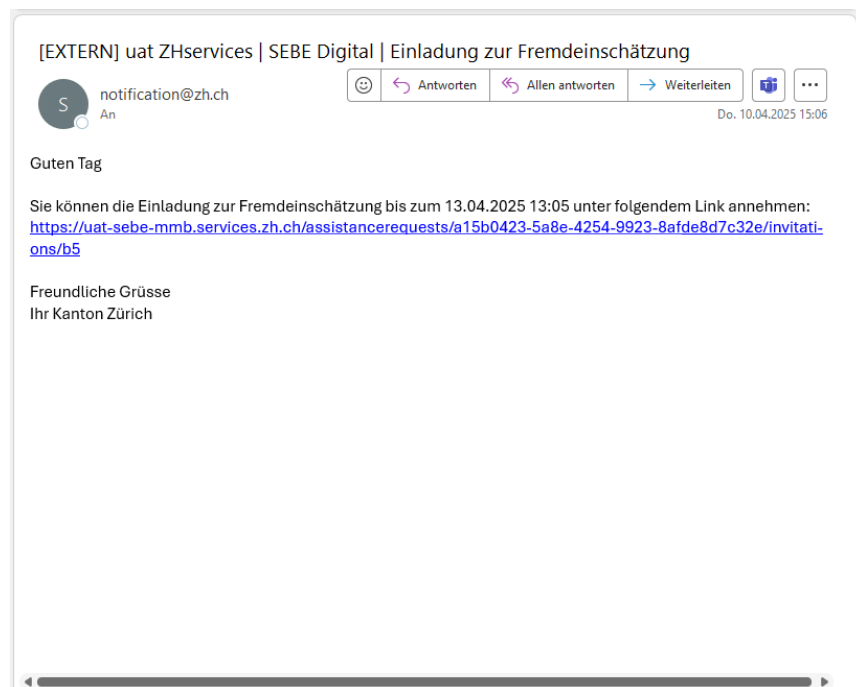 [EXTERN] uat ZHservices | SEBE Digital | Einladung zur Fremdeinschätzung
S
notification@zh.ch
An
Antworten
Allen antworten
Weiterleiten
Do. 10.04.2025 15:06
Guten Tag
Sie können die Einladung zur Fremdeinschätzung bis zum 13.04.2025 13:05 unter folgendem Link annehmen:
https://uat-sebe-mmb.services.zh.ch/assistancerequests/a15b0423-5a8e-4254-9923-8afde8d7c32e/invitati-
ons/b5
Freundliche Grüsse
Ihr Kanton Zürich